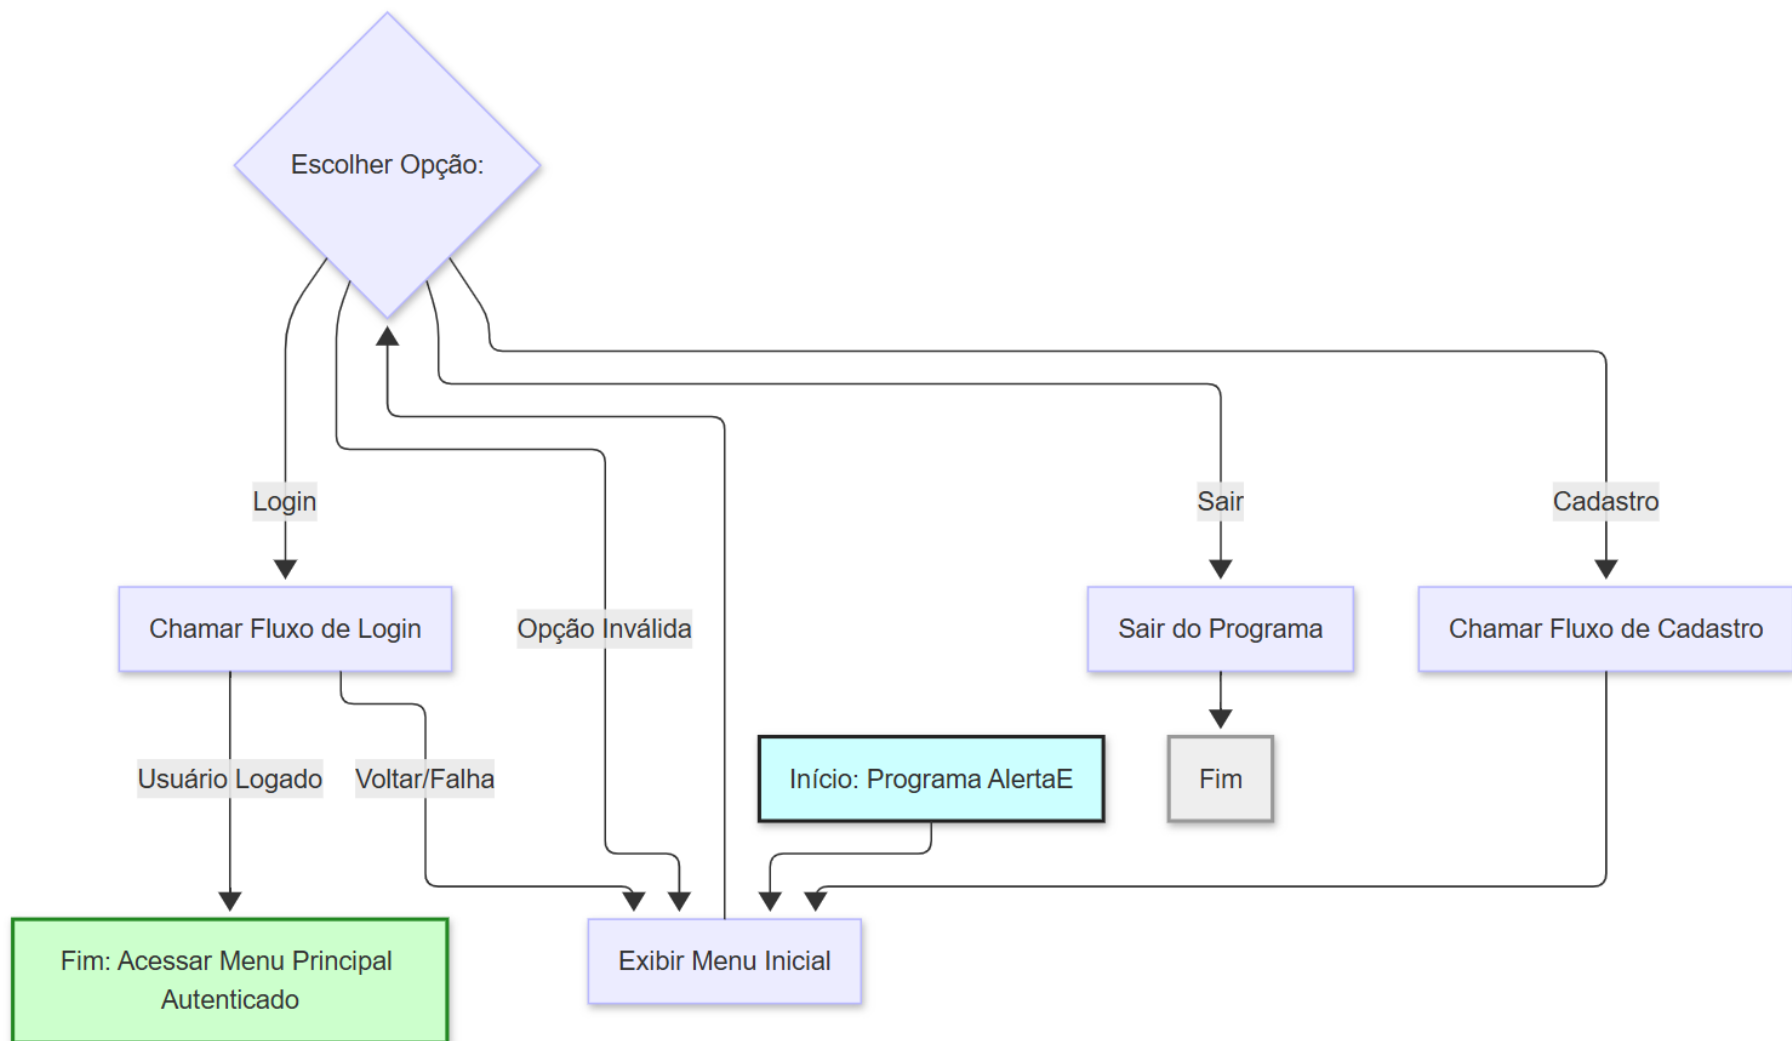 Escolher Opção:
Login
Sair
Cadastro
Chamar Fluxo de Login
Opção Inválida
Sair do Programa
Chamar Fluxo de Cadastro
Usuário Logado
Voltar/Falha
Início: Programa AlertaE
Fim
Fim: Acessar Menu Principal
Autenticado
Exibir Menu Inicial